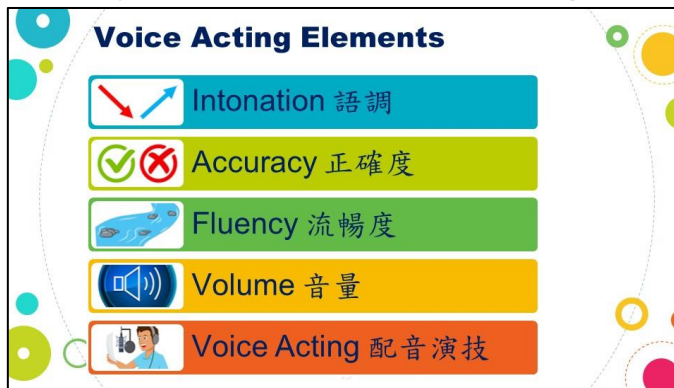 Voice Acting Elements
Intonation 語調
Accuracy 正確度
Fluency 流暢度
Volume 音量
Voice Acting 配音演技